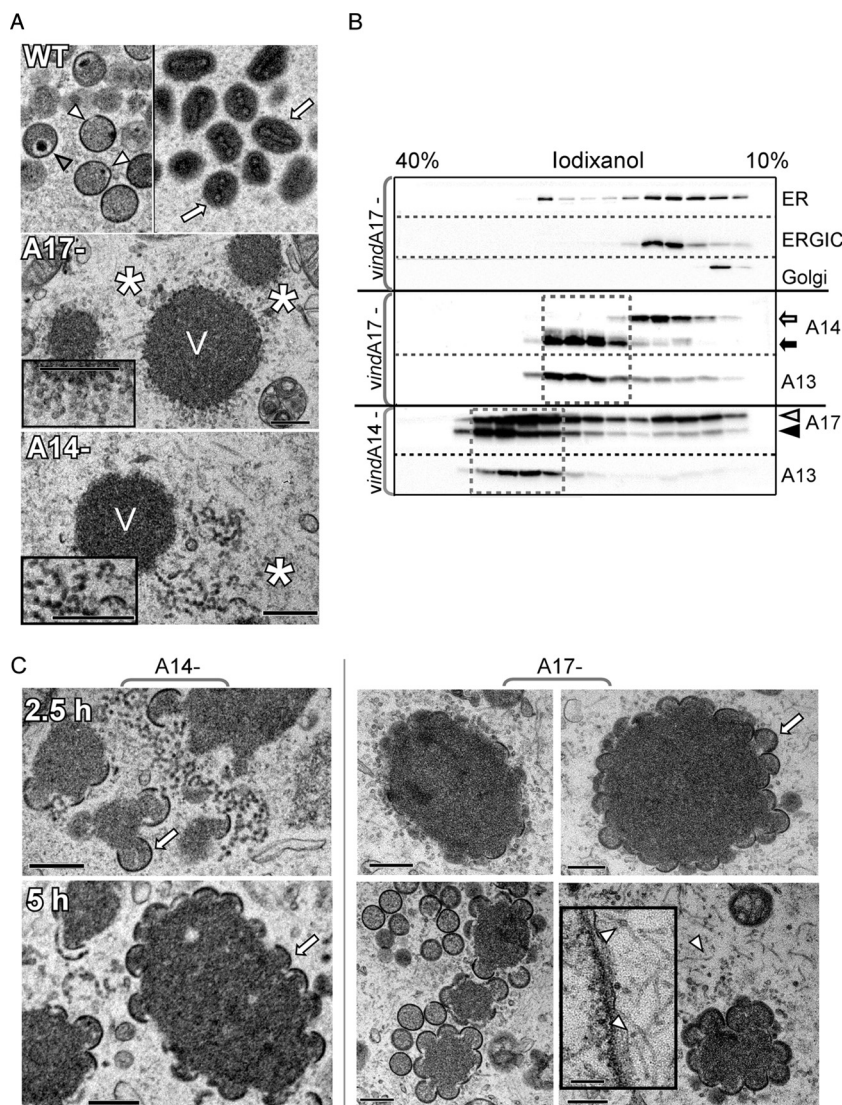 A
B
WT
A17-
V
A14-
V
40% Iodixanol 10%
vindA17-
ER
ERGIC
Golgi
vindA17-
A14
A13
vindA14-
A17
A13
C
A14-
A17-
2.5 h
5 h